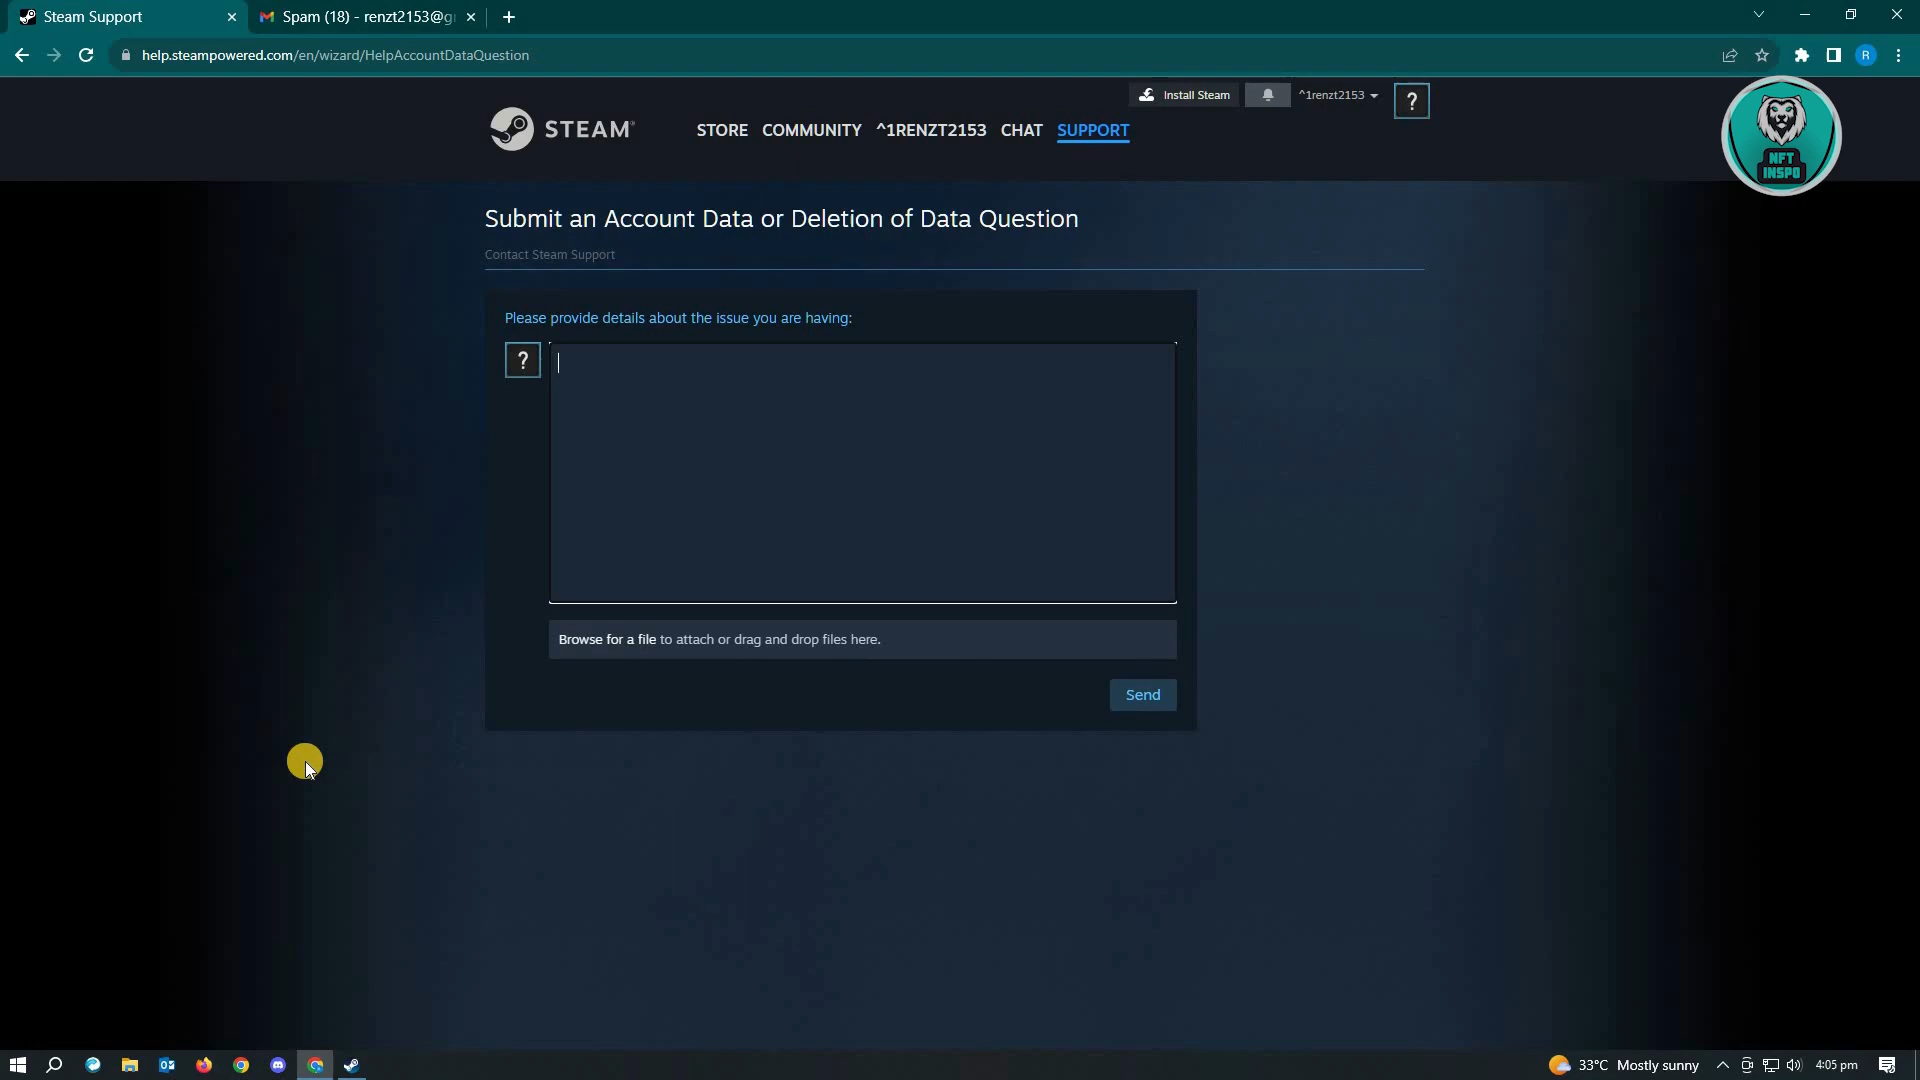 Steam Support
Spam (18) - renzt2153@g
help.steampowered.com/en/wizard/HelpAccountDataQuestion
R
Install Steam
^1renzt2153
?
STEAM®
STORE
COMMUNITY
^1RENZT2153
CHAT
SUPPORT
NFT
INSPO
Submit an Account Data or Deletion of Data Question
Contact Steam Support
Please provide details about the issue you are having:
?
Browse for a file to attach or drag and drop files here.
Send
33°C Mostly sunny
4:05 pm